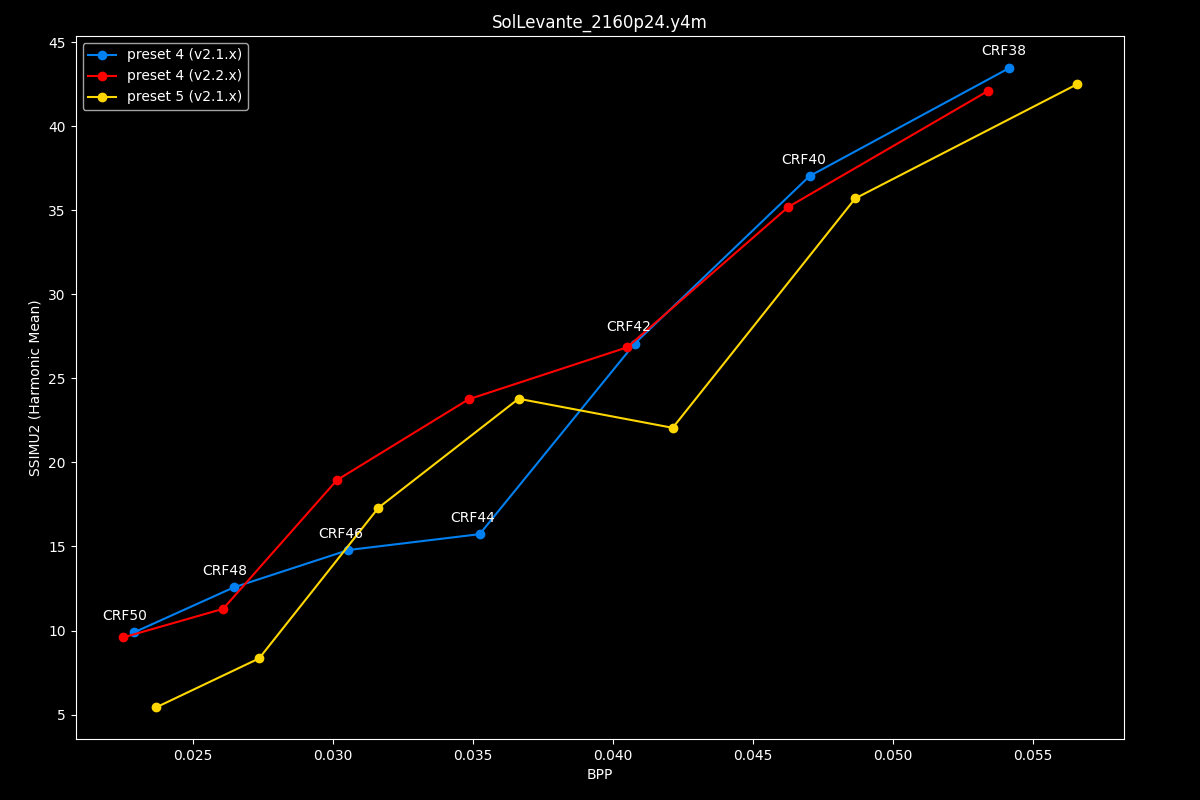 SolLevante_2160p24.y4m
preset 4 (v2.1.x)
preset 4 (v2.2.x)
preset 5 (v2.1.x)
CRF38
CRF40
CRF42
CRF44
CRF46
CRF48
CRF50
45
40
35
30
25
20
15
10
5
SSIMU2 (Harmonic Mean)
0.025 0.030 0.035 0.040 0.045 0.050 0.055
BPP